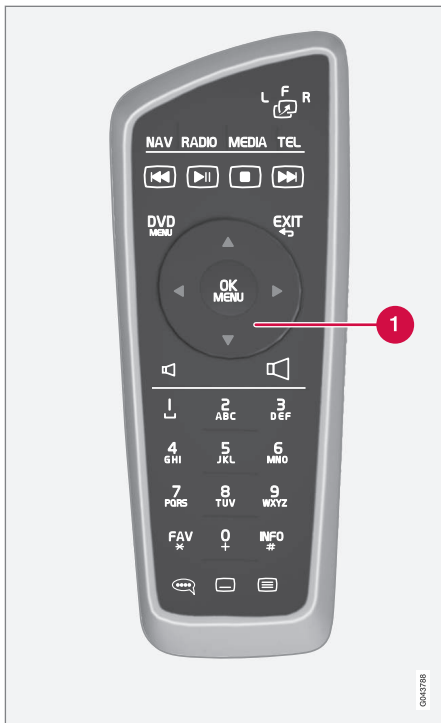 L F R
NAV RADIO MEDIA TEL
DVD EXIT
MENU
OK
MENU
1
1 2 3
ABC DEF
4 5 6
GHI JKL MNO
7 8 9
PQRS TUV WXYZ
FAV 0 INFO
* + #
G043788